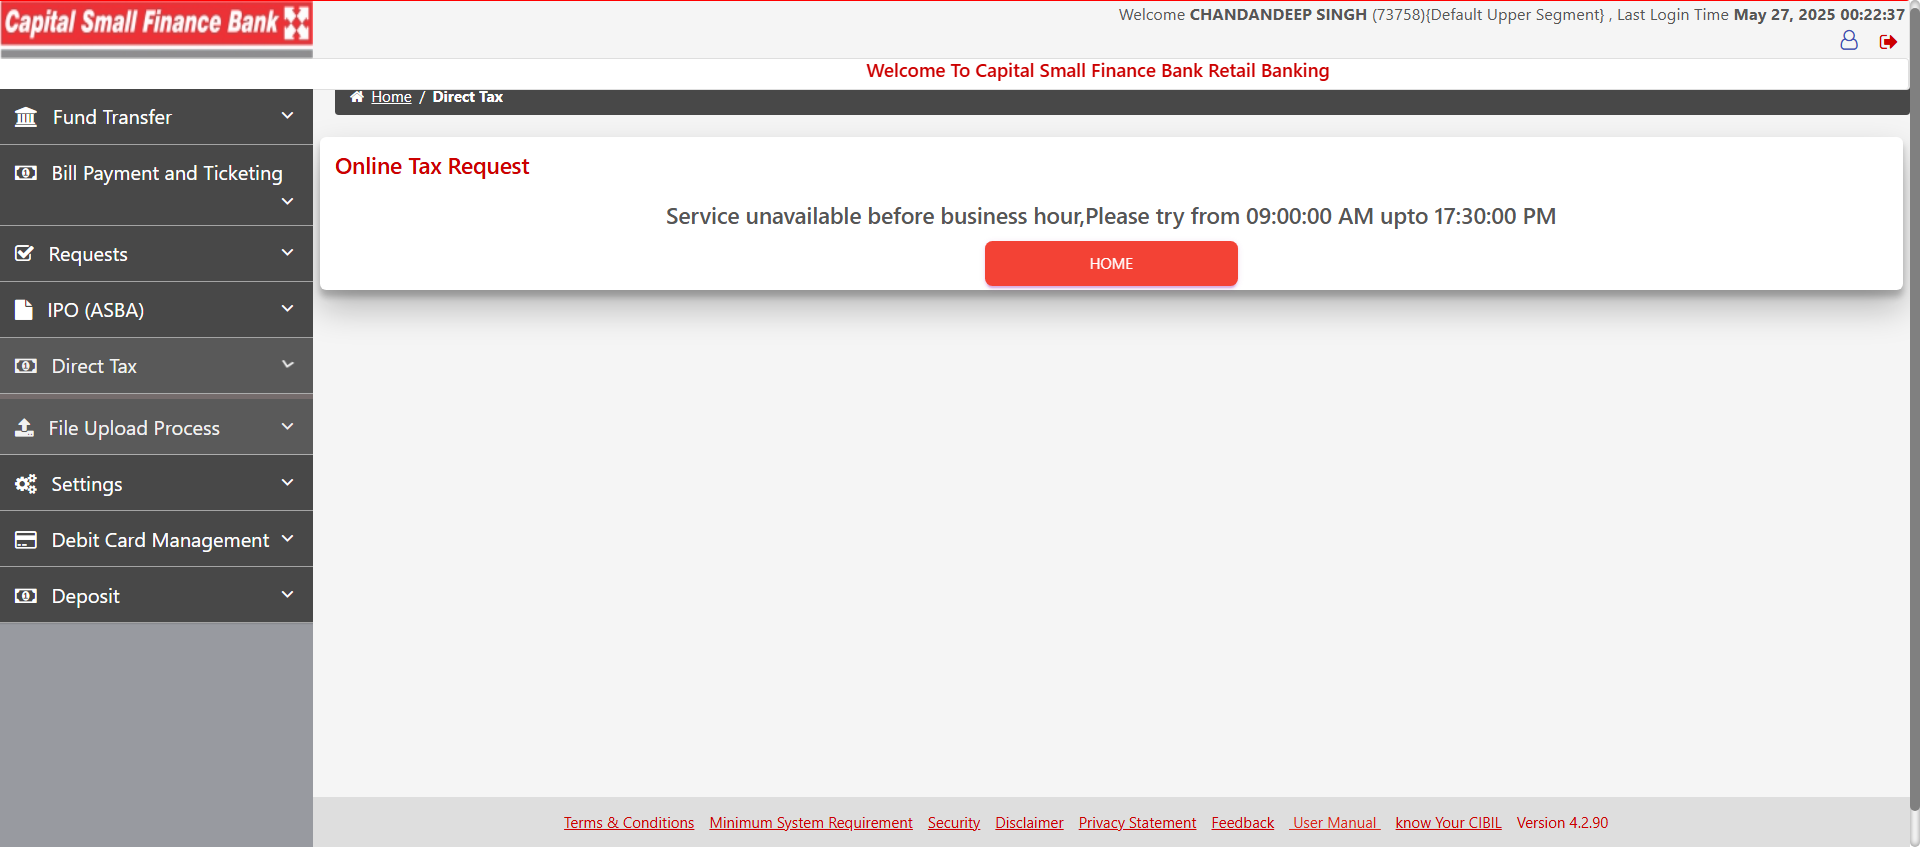 Capital Small Finance Bank
Welcome CHANDANDEEP SINGH (73758){Default Upper Segment} , Last Login Time May 27, 2025 00:22:37
Welcome To Capital Small Finance Bank Retail Banking
Home / Direct Tax
Fund Transfer
Bill Payment and Ticketing
Requests
IPO (ASBA)
Direct Tax
File Upload Process
Settings
Debit Card Management
Deposit
Online Tax Request
Service unavailable before business hour,Please try from 09:00:00 AM upto 17:30:00 PM
HOME
Terms & Conditions Minimum System Requirement Security Disclaimer Privacy Statement Feedback User Manual know Your CIBIL Version 4.2.90